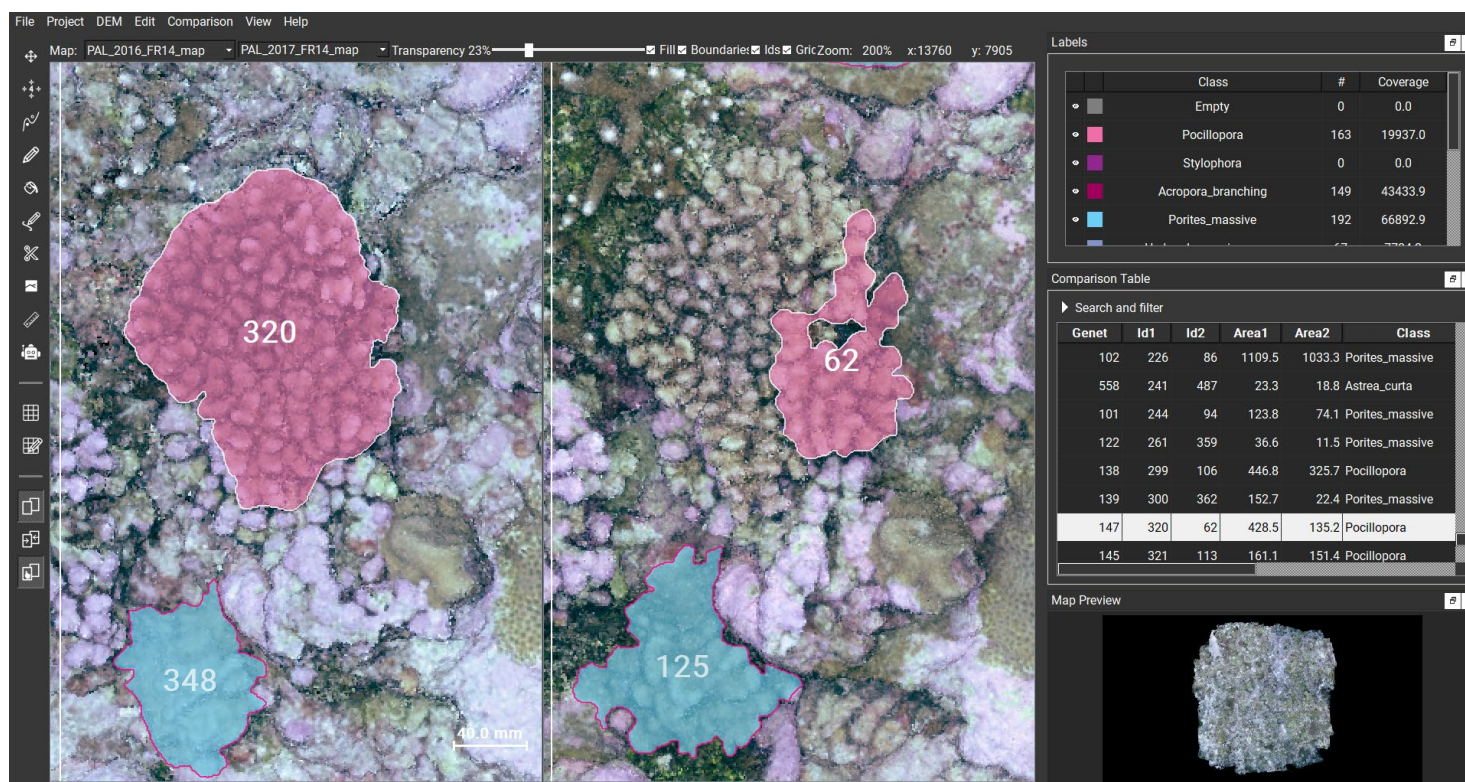 File Project DEM Edit Comparison View Help
Map: PAL_2016_FR14_map PAL_2017_FR14_map Transparency 23% Fill Boundaries Ids Grid Zoom: 200% x:13760 y: 7905
320
348
40.0 mm
62
125
Labels
Class # Coverage
Empty 0 0.0
Pocillopora 163 19937.0
Stylophora 0 0.0
Acropora_branching 149 43433.9
Porites_massive 192 66892.9
Comparison Table
Search and filter
Genet Id1 Id2 Area1 Area2 Class
102 226 86 1109.5 1033.3 Porites_massive
558 241 487 23.3 18.8 Astrea_curta
101 244 94 123.8 74.1 Porites_massive
122 261 359 36.6 11.5 Porites_massive
138 299 106 446.8 325.7 Pocillopora
139 300 362 152.7 22.4 Porites_massive
147 320 62 428.5 135.2 Pocillopora
145 321 113 161.1 151.4 Pocillopora
Map Preview